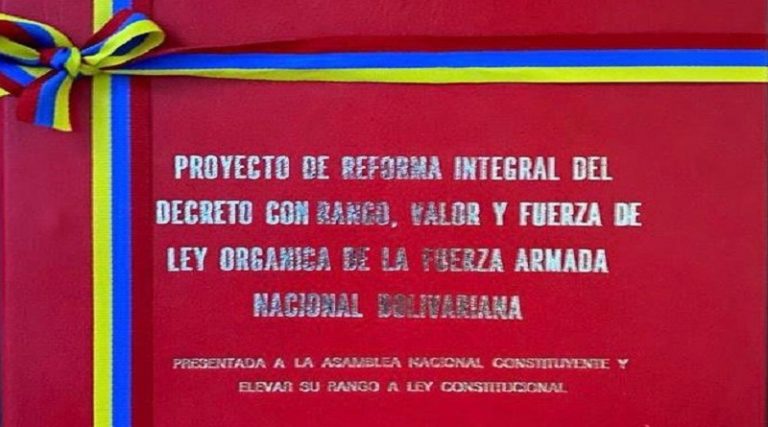 PROYECTO DE REFORMA INTEGRAL DEL
DECRETO CON RANGO, VALOR Y FUERZA DE
LEY ORGANICA DE LA FUERZA ARMADA
NACIONAL BOLIVARIANA
PRESENTADA A LA ASAMBLEA NACIONAL CONSTITUYENTE Y
ELEVAR SU RANGO A LEY CONSTITUCIONAL